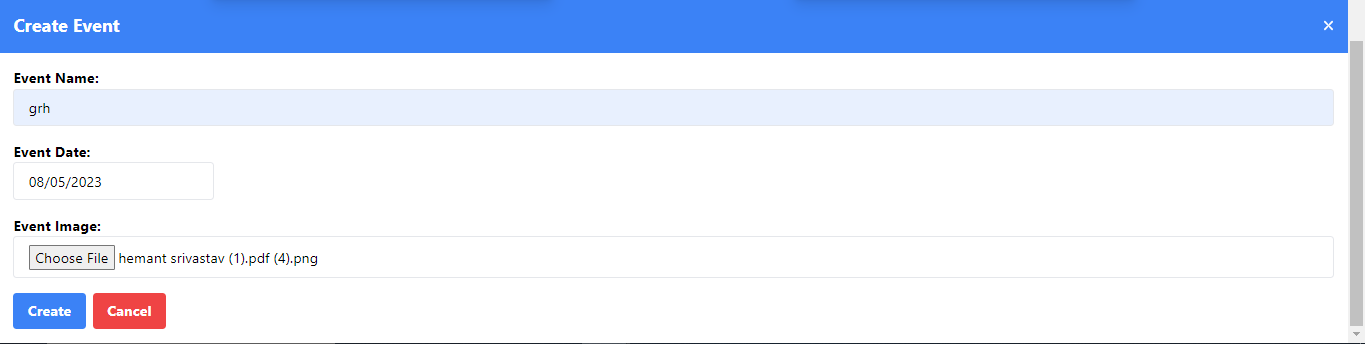 Create Event ×
Event Name:
grh
Event Date:
08/05/2023
Event Image:
Choose File hemant srivastav (1).pdf (4).png
Create Cancel